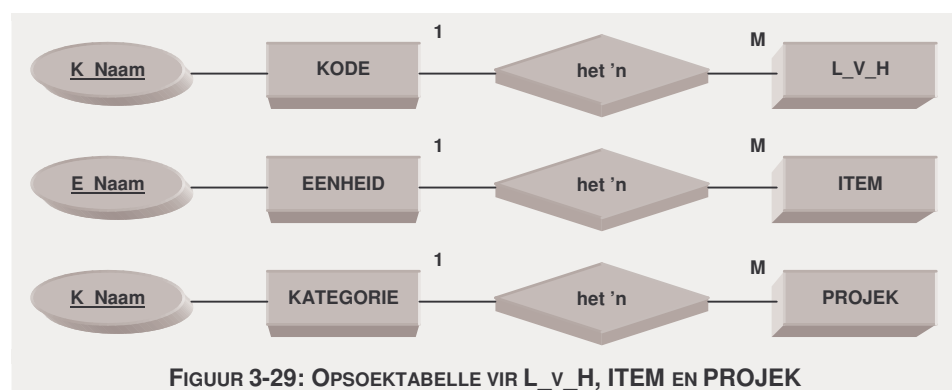 1 M
K_Naam KODE het 'n L_V_H
1 M
E_Naam EENHEID het 'n ITEM
1 M
K_Naam KATEGORIE het 'n PROJEK
FIGUUR 3-29: OPSOEKTABELLE VIR L_V_H, ITEM EN PROJEK